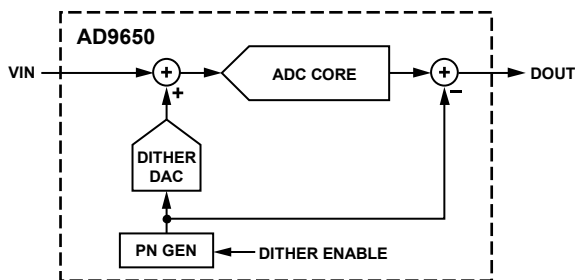 AD9650
VIN
+
+
ADC CORE
+
−
DOUT
DITHER
DAC
PN GEN
DITHER ENABLE